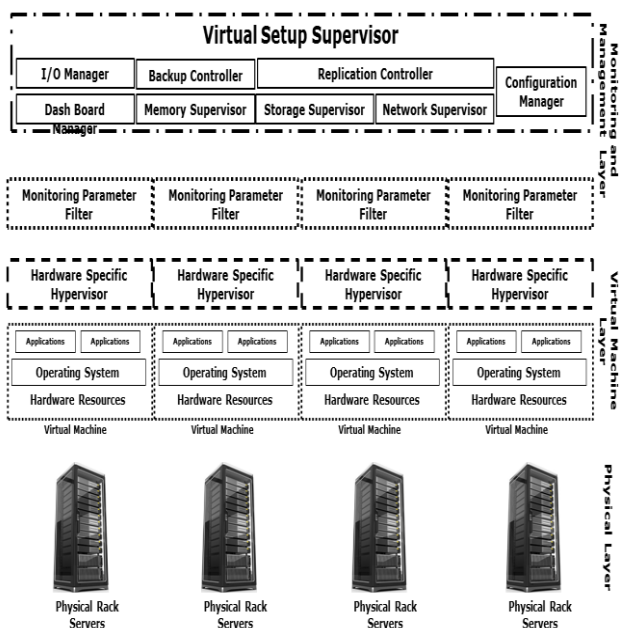 Virtual Setup Supervisor
I/O Manager
Backup Controller
Replication Controller
Configuration
Manager
Dash Board
Manager
Memory Supervisor
Storage Supervisor
Network Supervisor
Monitoring and
Management Layer
Monitoring Parameter
Filter
Monitoring Parameter
Filter
Monitoring Parameter
Filter
Monitoring Parameter
Filter
Hardware Specific
Hypervisor
Hardware Specific
Hypervisor
Hardware Specific
Hypervisor
Hardware Specific
Hypervisor
Virtual Machine
Layer
Applications
Applications
Applications
Applications
Applications
Applications
Applications
Applications
Operating System
Operating System
Operating System
Operating System
Hardware Resources
Hardware Resources
Hardware Resources
Hardware Resources
Virtual Machine
Virtual Machine
Virtual Machine
Virtual Machine
Physical Layer
Physical Rack
Servers
Physical Rack
Servers
Physical Rack
Servers
Physical Rack
Servers